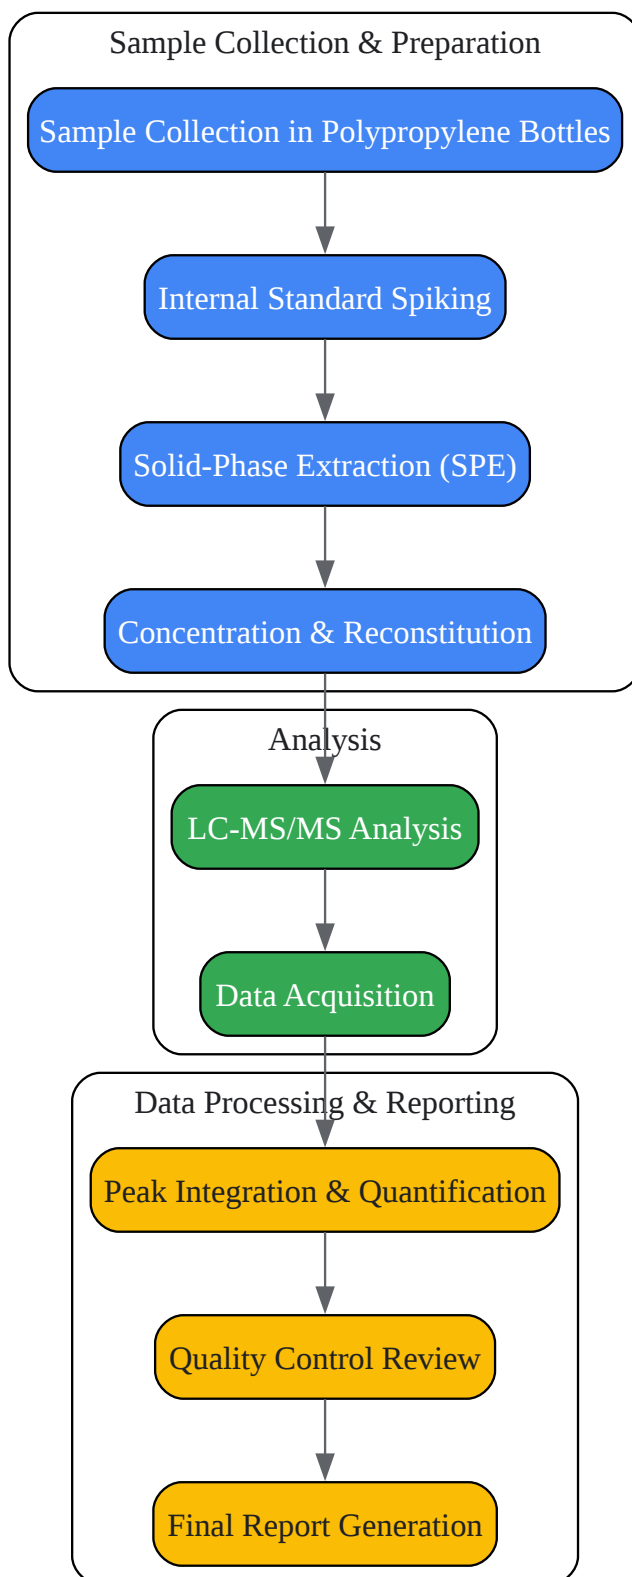 Sample Collection & Preparation
Sample Collection in Polypropylene Bottles
Internal Standard Spiking
Solid-Phase Extraction (SPE)
Concentration & Reconstitution
Analysis
LC-MS/MS Analysis
Data Acquisition
Data Processing & Reporting
Peak Integration & Quantification
Quality Control Review
Final Report Generation